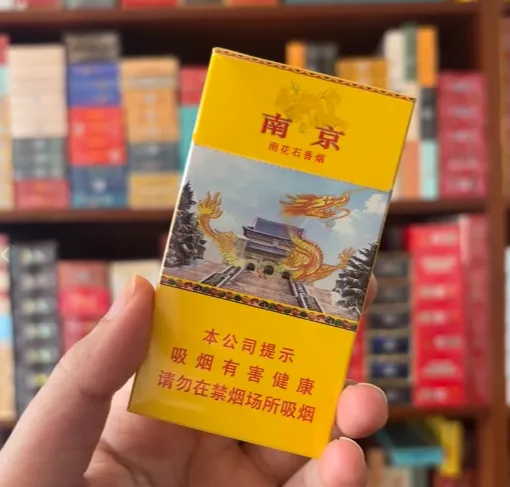 南京
雨花石香烟
本公司提示
吸烟有害健康
请勿在禁烟场所吸烟